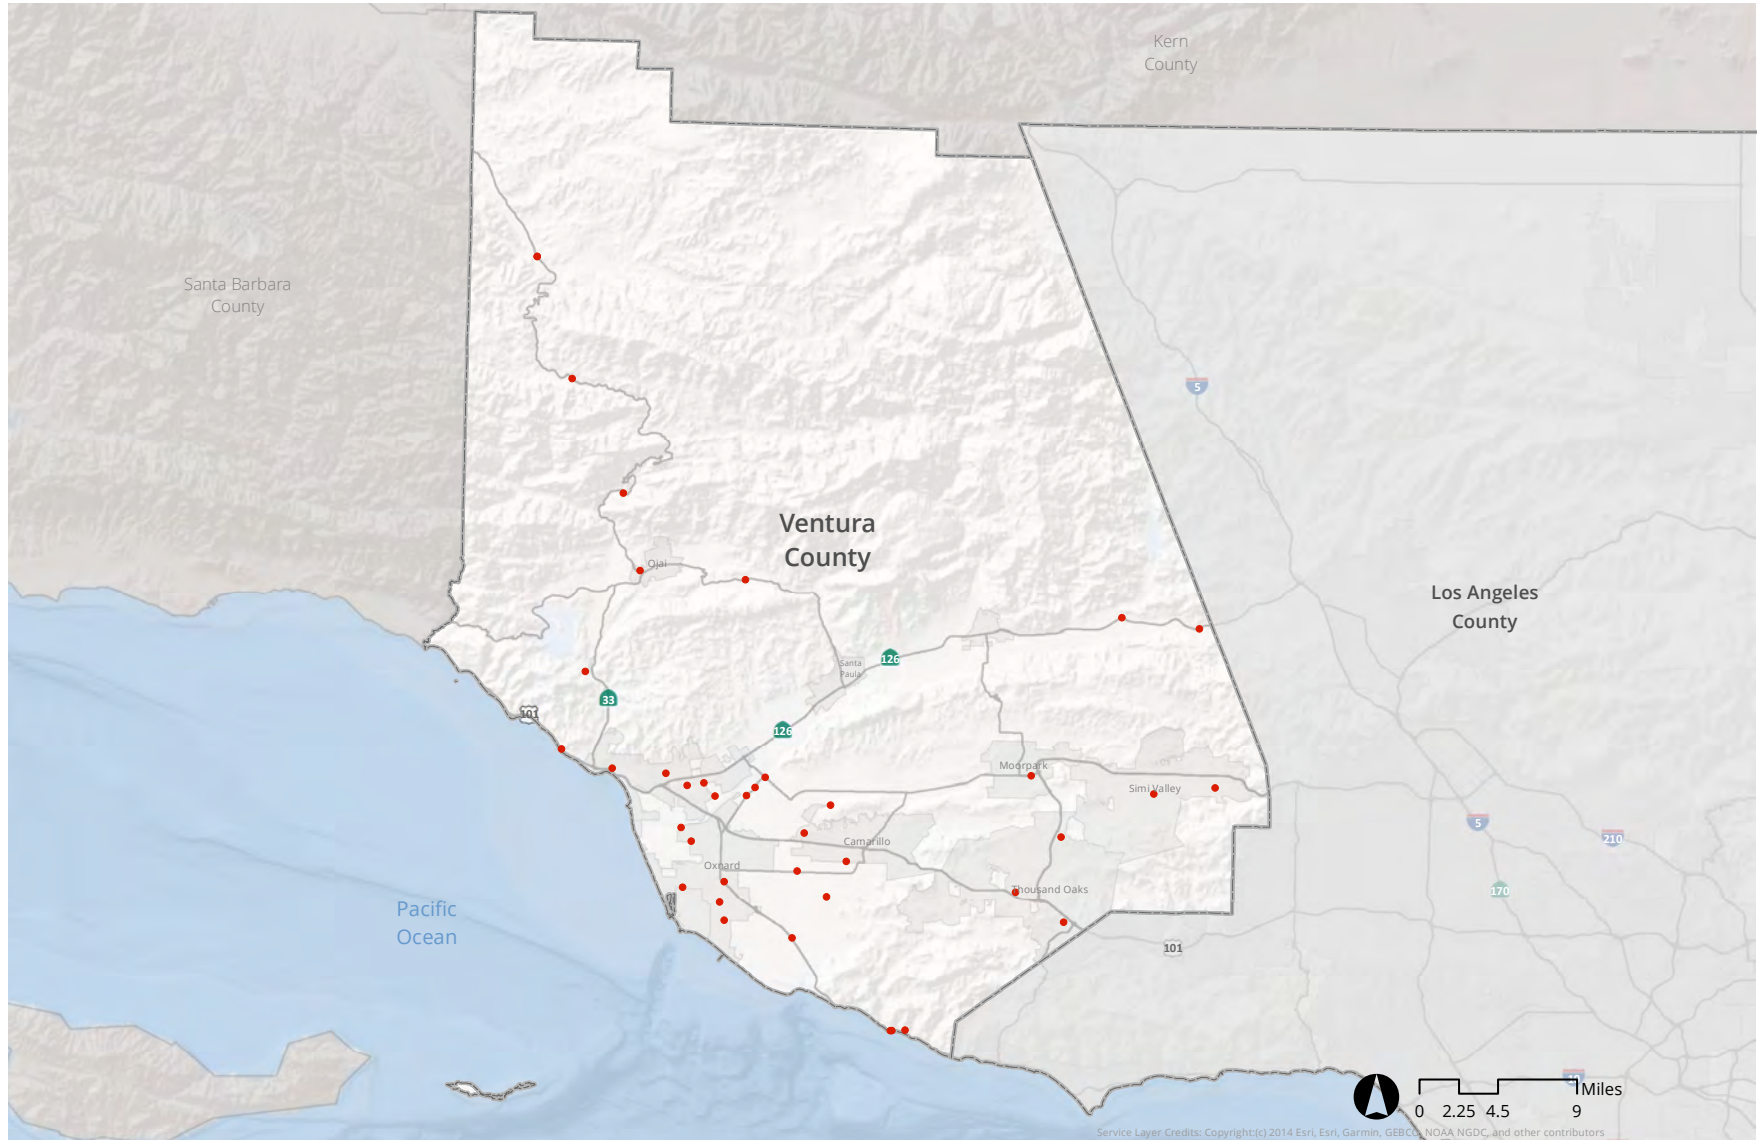 Kern
County
Santa Barbara
County
5
Ventura
County
Ojai
Los Angeles
County
126
Santa
Paula
33
101
126
Moorpark
Simi Valley
5
210
Camarillo
Oxnard
170
Thousand Oaks
Pacific
Ocean
101
10
Miles
0 2.25 4.5 9
Service Layer Credits: Copyright:(c) 2014 Esri, Esri, Garmin, GEBCO, NOAA NGDC, and other contributors